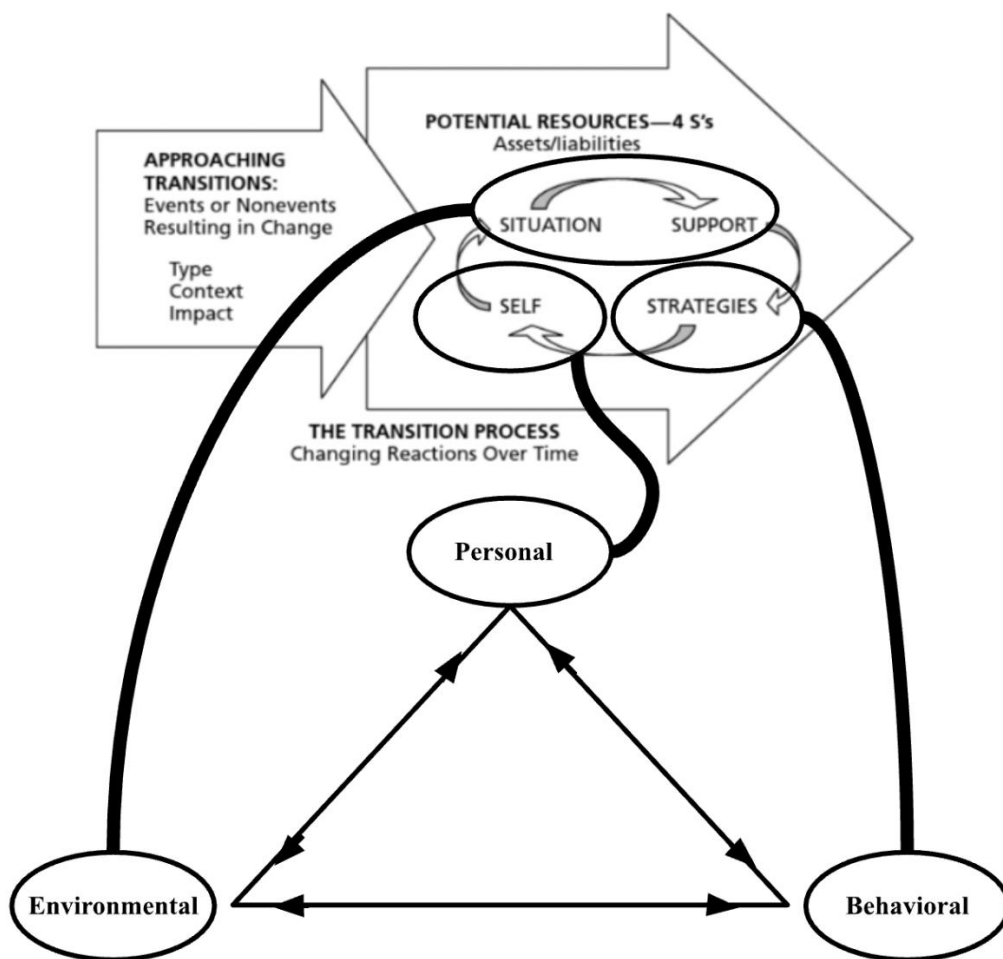 POTENTIAL RESOURCES—4 S's
Assets/liabilities
APPROACHING
TRANSITIONS:
Events or Nonevents
Resulting in Change
Type
Context
Impact
SITUATION
SUPPORT
SELF
STRATEGIES
THE TRANSITION PROCESS
Changing Reactions Over Time
Personal
Environmental
Behavioral